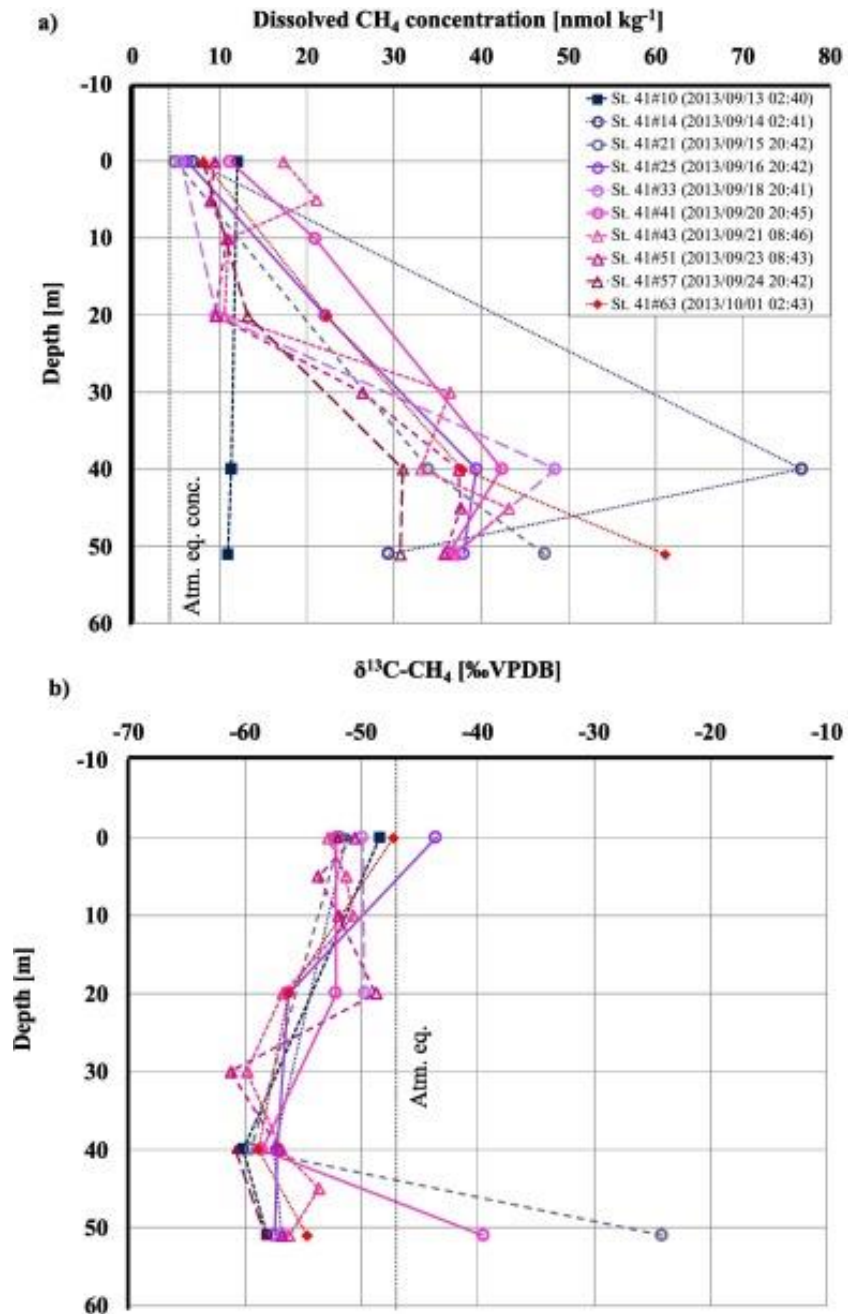 a)
Dissolved CH₄ concentration [nmol kg⁻¹]
0 10 20 30 40 50 60 70 80
-10
0
10
20
30
40
50
60
Depth [m]
Atm. eq. conc.
St. 41#10 (2013/09/13 02:40)
St. 41#14 (2013/09/14 02:41)
St. 41#21 (2013/09/15 20:42)
St. 41#25 (2013/09/16 20:42)
St. 41#33 (2013/09/18 20:41)
St. 41#41 (2013/09/20 20:45)
St. 41#43 (2013/09/21 08:46)
St. 41#51 (2013/09/23 08:43)
St. 41#57 (2013/09/24 20:42)
St. 41#63 (2013/10/01 02:43)
b)
δ¹³C-CH₄ [‰VPDB]
-70 -60 -50 -40 -30 -20 -10
-10
0
10
20
30
40
50
60
Depth [m]
Atm. eq.